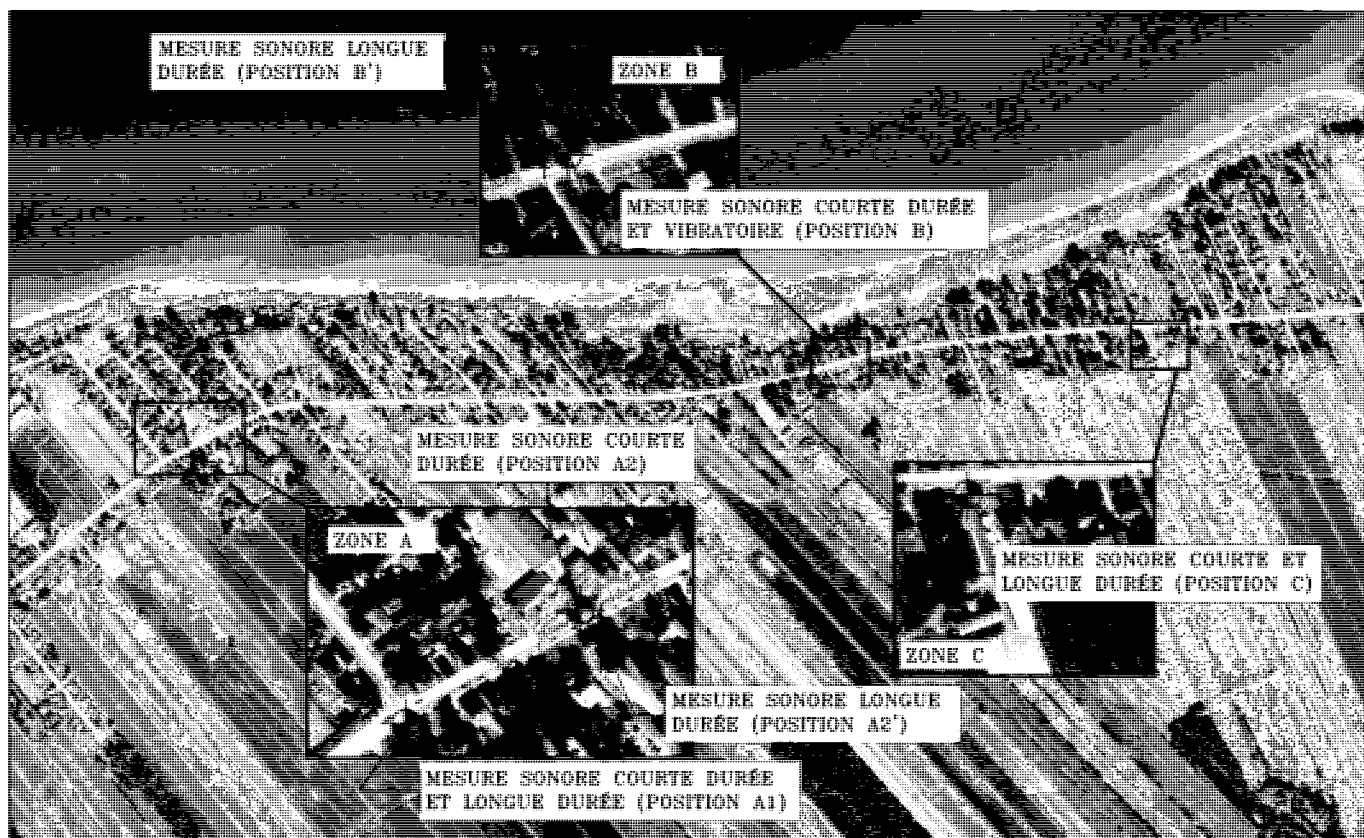 MESURE SONORE LONGUE
DURÉE (POSITION B')
ZONE B
MESURE SONORE COURTE DURÉE
ET VIBRATOIRE (POSITION B)
MESURE SONORE COURTE
DURÉE (POSITION A2)
ZONE A
MESURE SONORE COURTE ET
LONGUE DURÉE (POSITION C)
ZONE C
MESURE SONORE LONGUE
DURÉE (POSITION A2')
MESURE SONORE COURTE DURÉE
ET LONGUE DURÉE (POSITION A1)